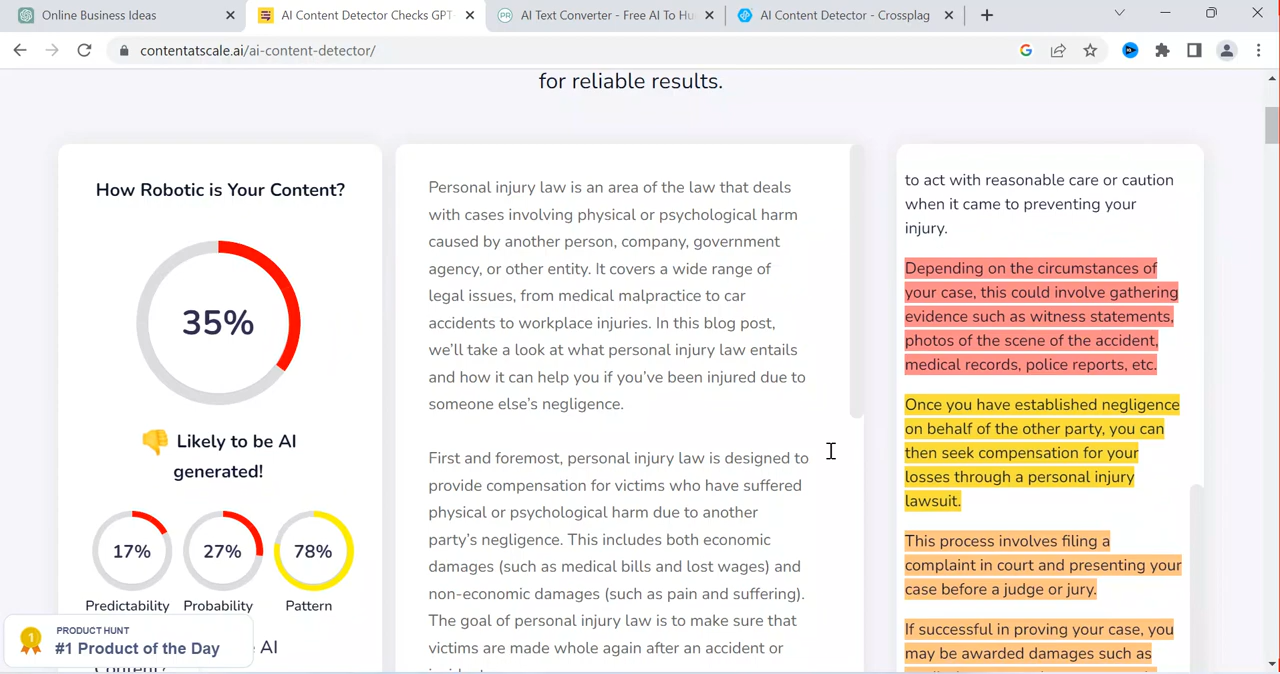 Online Business Ideas
AI Content Detector Checks GPT
AI Text Converter - Free AI To Hu
AI Content Detector - Crossplag
contentatscale.ai/ai-content-detector/
for reliable results.
How Robotic is Your Content?
35%
Likely to be AI
generated!
17%
27%
78%
Predictability
Probability
Pattern
AI
PRODUCT HUNT
#1 Product of the Day
1
Personal injury law is an area of the law that deals
with cases involving physical or psychological harm
caused by another person, company, government
agency, or other entity. It covers a wide range of
legal issues, from medical malpractice to car
accidents to workplace injuries. In this blog post,
we'll take a look at what personal injury law entails
and how it can help you if you've been injured due to
someone else's negligence.
First and foremost, personal injury law is designed to
provide compensation for victims who have suffered
physical or psychological harm due to another
party's negligence. This includes both economic
damages (such as medical bills and lost wages) and
non-economic damages (such as pain and suffering).
The goal of personal injury law is to make sure that
victims are made whole again after an accident or
to act with reasonable care or caution
when it came to preventing your
injury.
Depending on the circumstances of
your case, this could involve gathering
evidence such as witness statements,
photos of the scene of the accident,
medical records, police reports, etc.
Once you have established negligence
on behalf of the other party, you can
then seek compensation for your
losses through a personal injury
lawsuit.
This process involves filing a
complaint in court and presenting your
case before a judge or jury.
If successful in proving your case, you
may be awarded damages such as